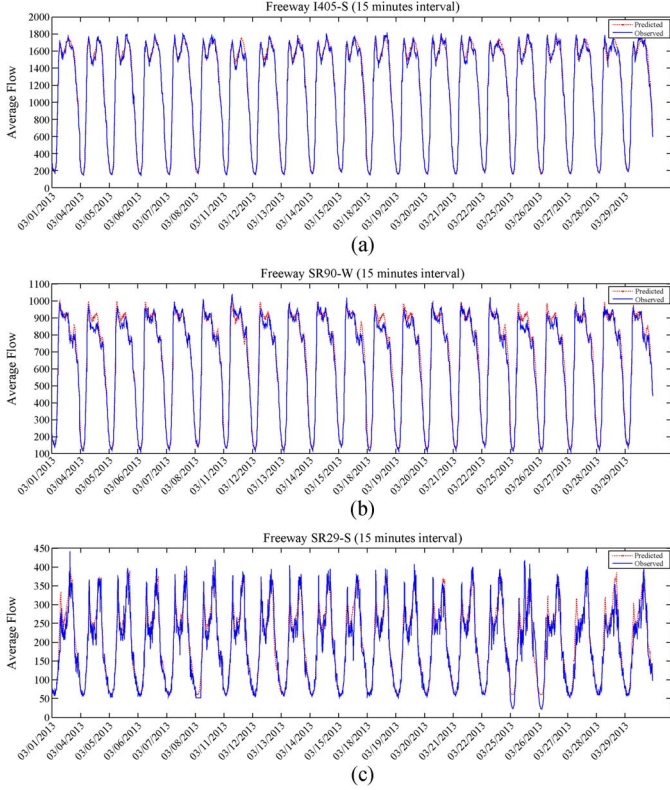 Freeway I405-S (15 minutes interval)
2000
1800
1600
1400
1200
1000
800
600
400
200
0
Average Flow
Predicted
Observed
03/01/2013 03/04/2013 03/05/2013 03/06/2013 03/07/2013 03/08/2013 03/11/2013 03/12/2013 03/13/2013 03/14/2013 03/15/2013 03/18/2013 03/19/2013 03/20/2013 03/21/2013 03/22/2013 03/25/2013 03/26/2013 03/27/2013 03/28/2013 03/29/2013
(a)
Freeway SR90-W (15 minutes interval)
1100
1000
900
800
700
600
500
400
300
200
100
Average Flow
Predicted
Observed
03/01/2013 03/04/2013 03/05/2013 03/06/2013 03/07/2013 03/08/2013 03/11/2013 03/12/2013 03/13/2013 03/14/2013 03/15/2013 03/18/2013 03/19/2013 03/20/2013 03/21/2013 03/22/2013 03/25/2013 03/26/2013 03/27/2013 03/28/2013 03/29/2013
(b)
Freeway SR29-S (15 minutes interval)
450
400
350
300
250
200
150
100
50
0
Average Flow
Predicted
Observed
03/01/2013 03/04/2013 03/05/2013 03/06/2013 03/07/2013 03/08/2013 03/11/2013 03/12/2013 03/13/2013 03/14/2013 03/15/2013 03/18/2013 03/19/2013 03/20/2013 03/21/2013 03/22/2013 03/25/2013 03/26/2013 03/27/2013 03/28/2013 03/29/2013
(c)